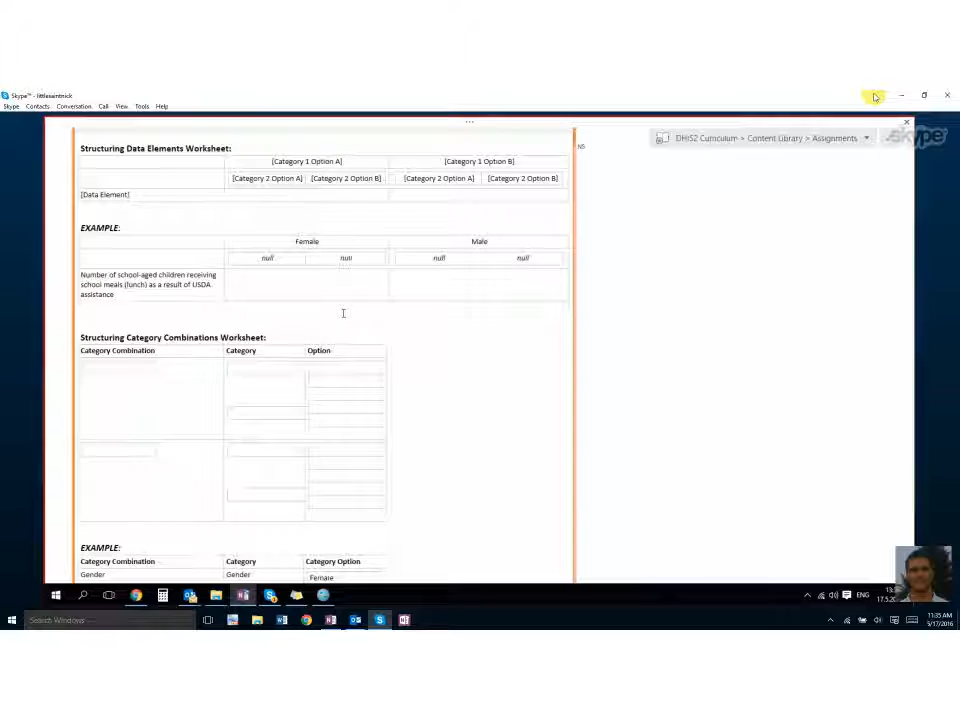 Skype™ - littlesaintnick
Skype Contacts Conversation Call View Tools Help
DHIS2 Curriculum > Content Library > Assignments
skype
Structuring Data Elements Worksheet:
[Category 1 Option A] [Category 1 Option B]
[Category 2 Option A] [Category 2 Option B] [Category 2 Option A] [Category 2 Option B]
[Data Element]
EXAMPLE:
Female Male
null null null null
Number of school-aged children receiving
school meals (lunch) as a result of USDA
assistance
Structuring Category Combinations Worksheet:
Category Combination Category Option
EXAMPLE:
Category Combination Category Category Option
Gender Gender Female
ENG
Search Windows
11:35 AM
5/17/2016